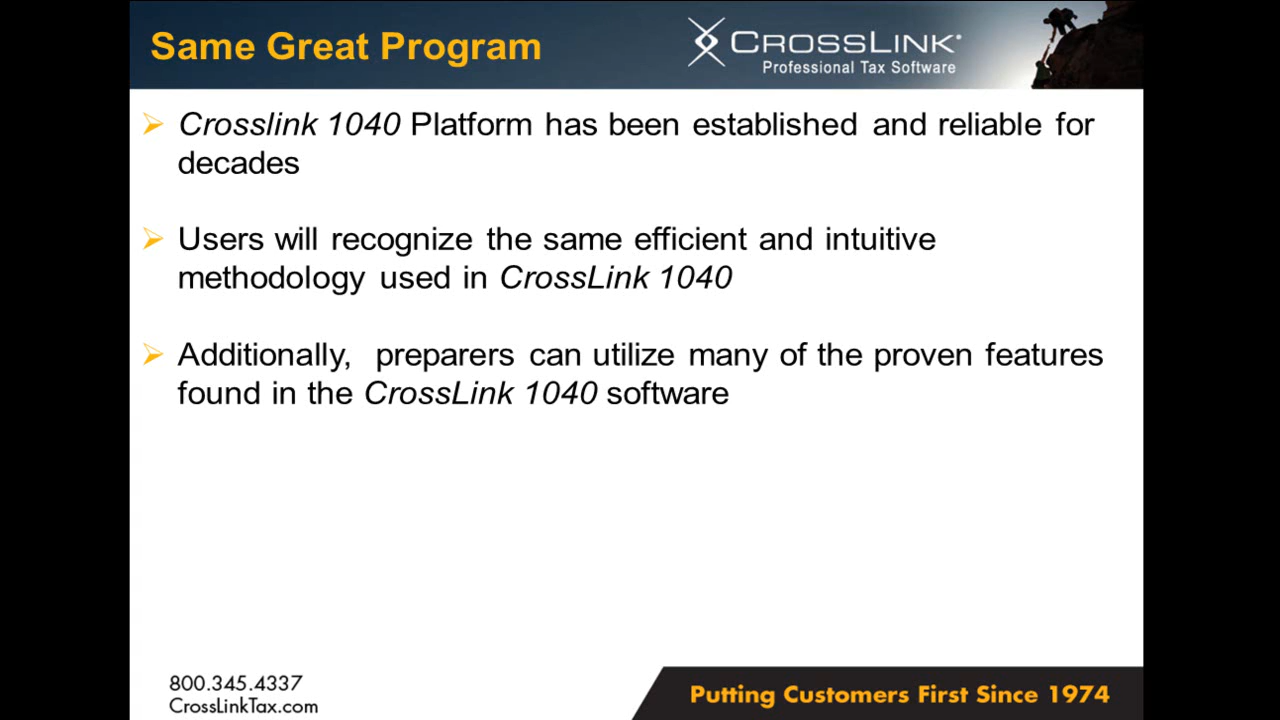 Same Great Program
CROSSLINK®
Professional Tax Software
Crosslink 1040 Platform has been established and reliable for
decades
Users will recognize the same efficient and intuitive
methodology used in CrossLink 1040
Additionally, preparers can utilize many of the proven features
found in the CrossLink 1040 software
800.345.4337
CrossLinkTax.com
Putting Customers First Since 1974